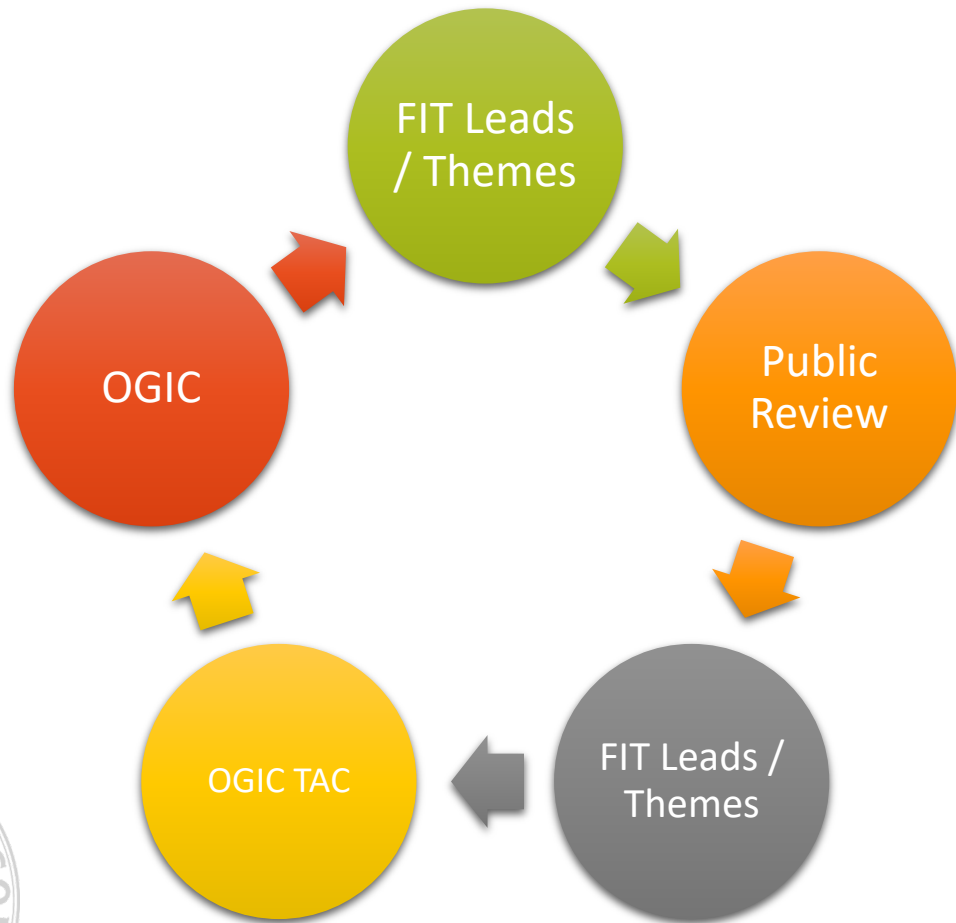 FIT Leads
/ Themes
Public
Review
FIT Leads /
Themes
OGIC TAC
OGIC